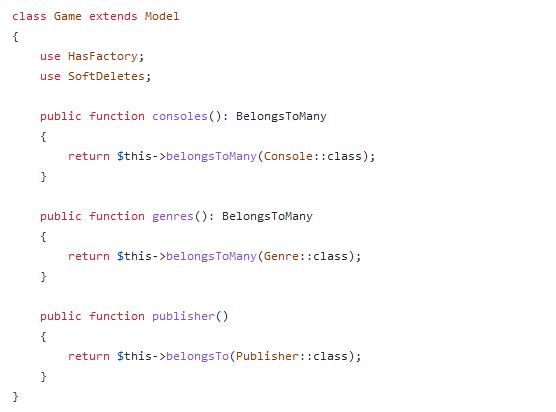 class Game extends Model
{
    use HasFactory;
    use SoftDeletes;

    public function consoles(): BelongsToMany
    {
        return $this->belongsToMany(Console::class);
    }

    public function genres(): BelongsToMany
    {
        return $this->belongsToMany(Genre::class);
    }

    public function publisher()
    {
        return $this->belongsTo(Publisher::class);
    }
}